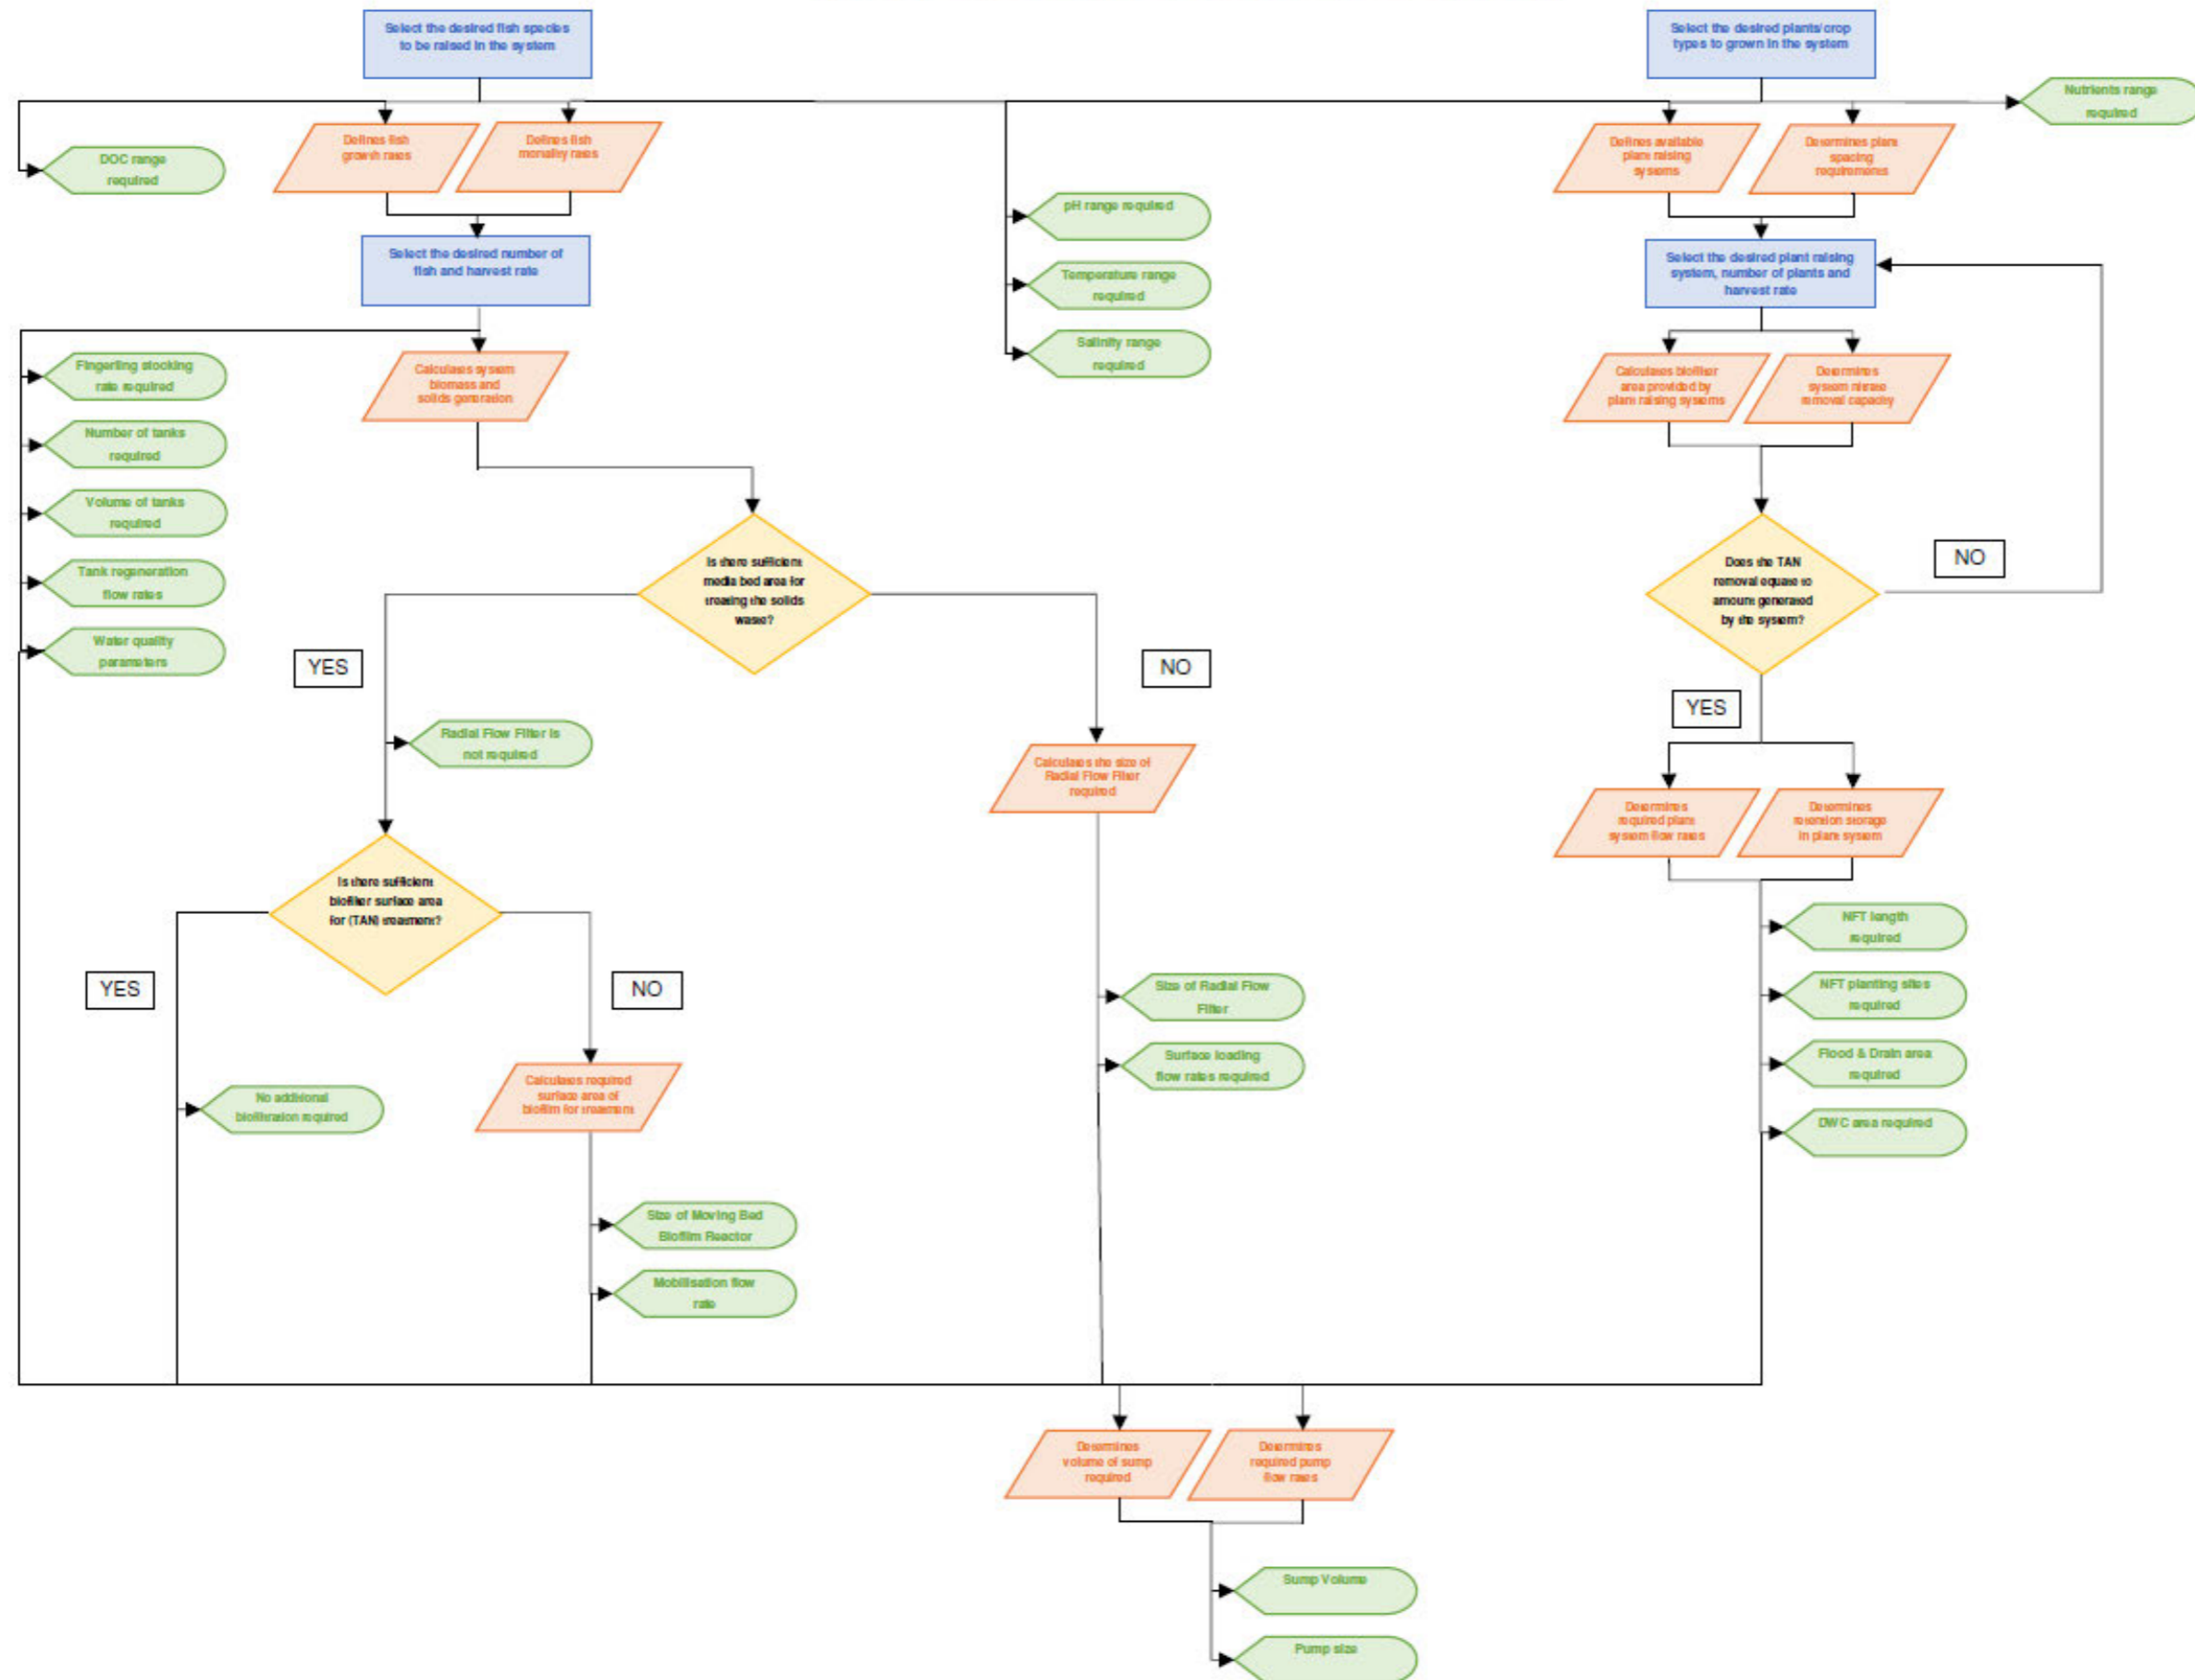 Select the desired fish species
to be raised in the system
Select the desired plants/crop
types to grown in the system
Nutrients range
required
Defines fish
growth rates
Defines fish
mortality rates
Defines available
plant raising
systems
Determines plant
spacing
requirements
DOC range
required
pH range required
Temperature range
required
Salinity range
required
Select the desired number of
fish and harvest rate
Select the desired plant raising
system, number of plants and
harvest rate
Fingerling stocking
rate required
Number of tanks
required
Volume of tanks
required
Tank regeneration
flow rates
Water quality
parameters
Calculates system
biomass and
solids generation
Calculates biofilter
area provided by
plant raising systems
Determines
system nitrate
removal capacity
Is there sufficient
media bed area for
treating the solids
waste?
Does the TAN
removal equate to
amount generated
by the system?
NO
YES
NO
YES
Radial Flow Filter is
not required
Calculates the size of
Radial Flow Filter
required
Determines
required plant
system flow rates
Determines
retention storage
in plant system
Is there sufficient
biofilter surface area
for (TAN) treatment?
YES
NO
NFT length
required
NFT planting sites
required
Flood & Drain area
required
DWC area required
Size of Radial Flow
Filter
Surface loading
flow rates required
No additional
biofiltration required
Calculates required
surface area of
biofilm for treatment
Size of Moving Bed
Biofilm Reactor
Mobilisation flow
rate
Determines
volume of sump
required
Determines
required pump
flow rates
Sump Volume
Pump size